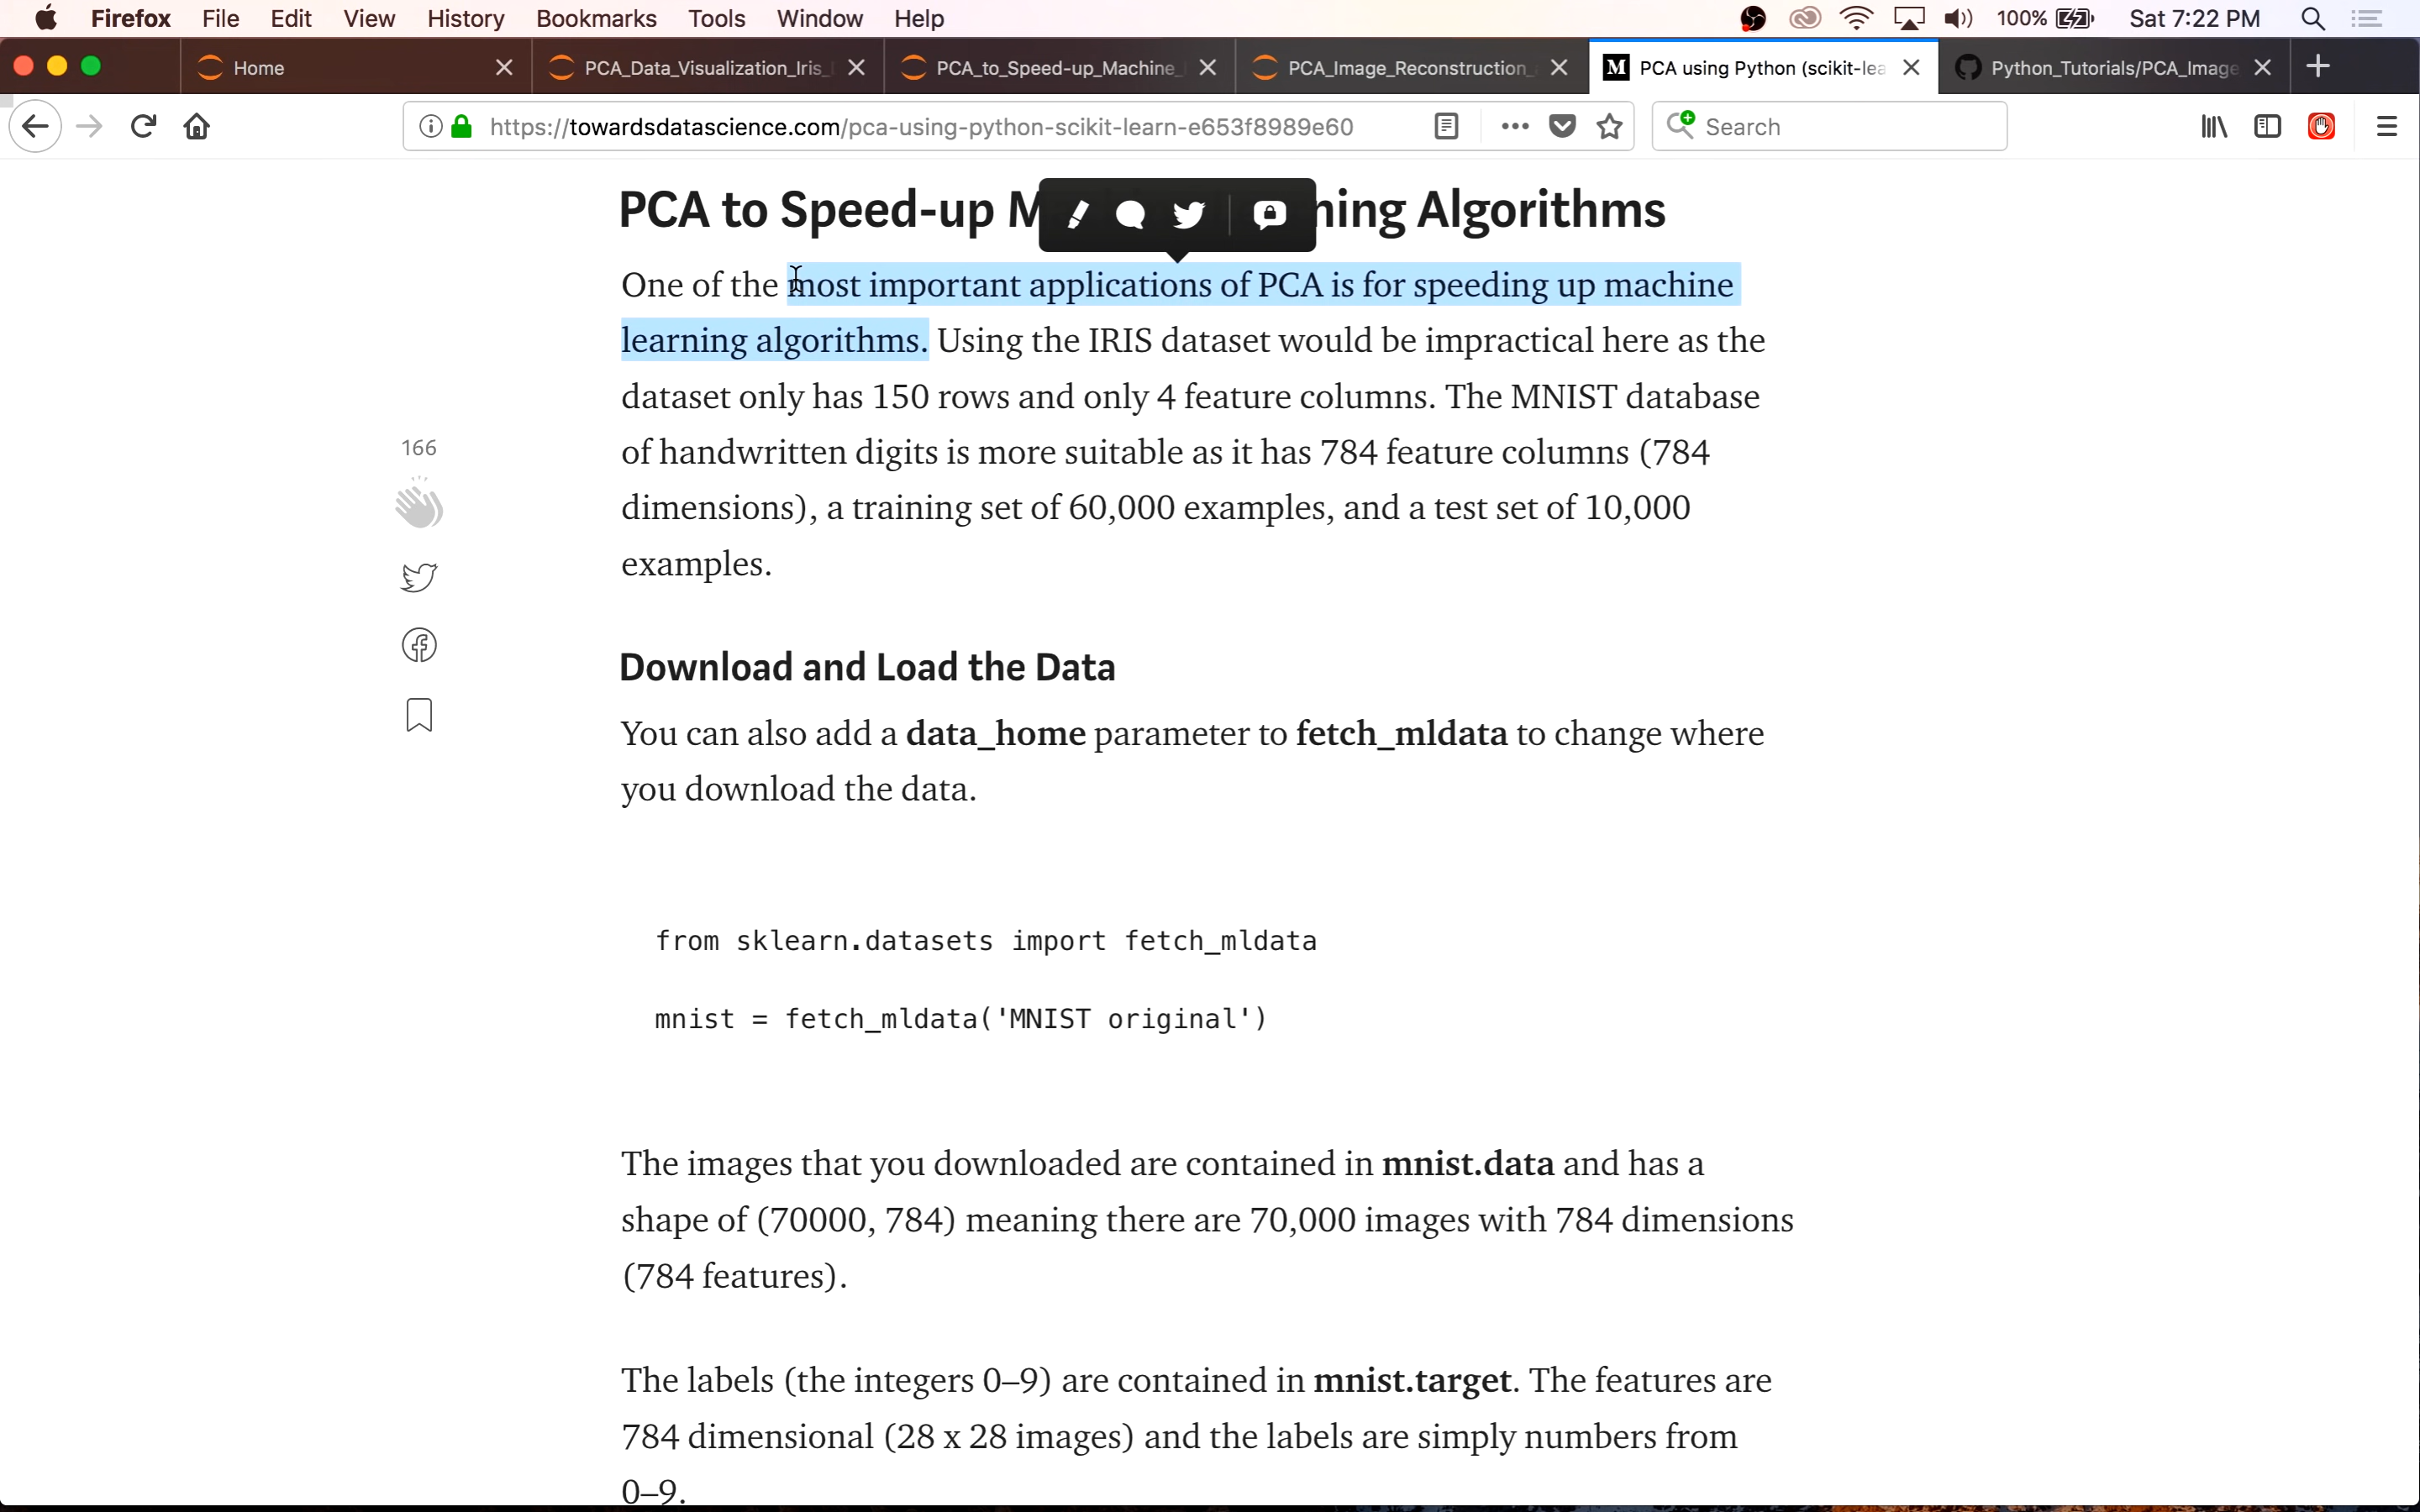 Firefox File Edit View History Bookmarks Tools Window Help 100% Sat 7:22 PM
Home PCA_Data_Visualization_Iris_ PCA_to_Speed-up_Machine_ PCA_Image_Reconstruction_ M PCA using Python (scikit-lea Python_Tutorials/PCA_Image
https://towardsdatascience.com/pca-using-python-scikit-learn-e653f8989e60 Search
PCA to Speed-up M ning Algorithms
One of the most important applications of PCA is for speeding up machine
learning algorithms. Using the IRIS dataset would be impractical here as the
dataset only has 150 rows and only 4 feature columns. The MNIST database
of handwritten digits is more suitable as it has 784 feature columns (784
dimensions), a training set of 60,000 examples, and a test set of 10,000
examples.
166
Download and Load the Data
You can also add a data_home parameter to fetch_mldata to change where
you download the data.
from sklearn.datasets import fetch_mldata
mnist = fetch_mldata('MNIST original')
The images that you downloaded are contained in mnist.data and has a
shape of (70000, 784) meaning there are 70,000 images with 784 dimensions
(784 features).
The labels (the integers 0–9) are contained in mnist.target. The features are
784 dimensional (28 x 28 images) and the labels are simply numbers from
0–9.